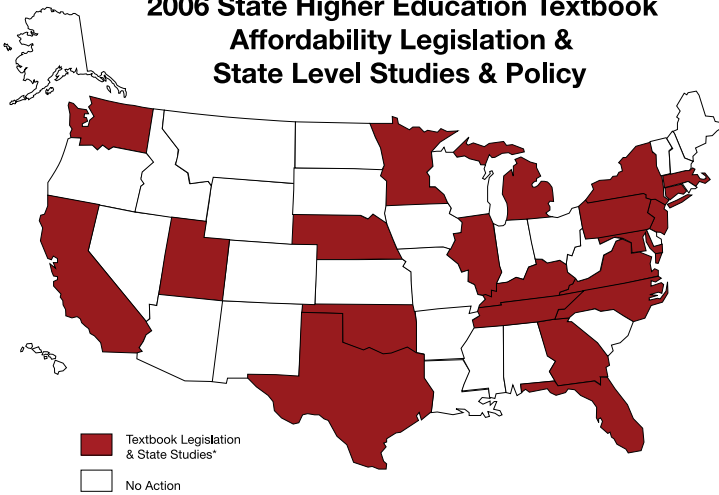 2006 State Higher Education Textbook
Affordability Legislation &
State Level Studies & Policy
Textbook Legislation
& State Studies*
No Action